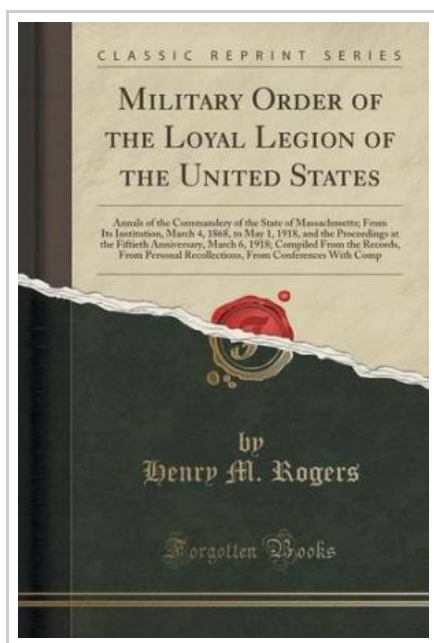 CLASSIC REPRINT SERIES
MILITARY ORDER OF
THE LOYAL LEGION OF
THE UNITED STATES
Annals of the Commandery of the State of Massachusetts; From
Its Institution, March 4, 1868, to May 1, 1918, and the Proceedings at
the Fiftieth Anniversary, March 6, 1918; Compiled From the Records,
From Personal Recollections, From Conferences With Comp
by
Henry M. Rogers
Forgotten Books